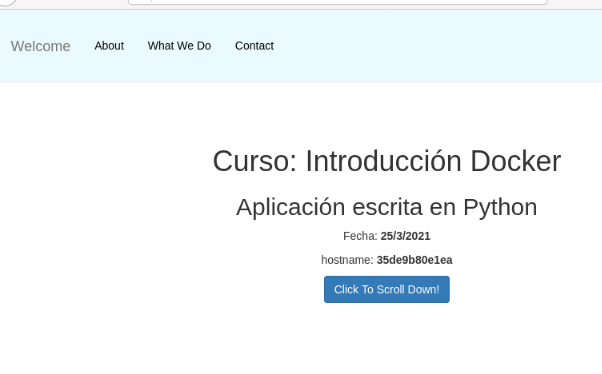 Welcome About What We Do Contact
Curso: Introducción Docker
Aplicación escrita en Python
Fecha: 25/3/2021
hostname: 35de9b80e1ea
Click To Scroll Down!